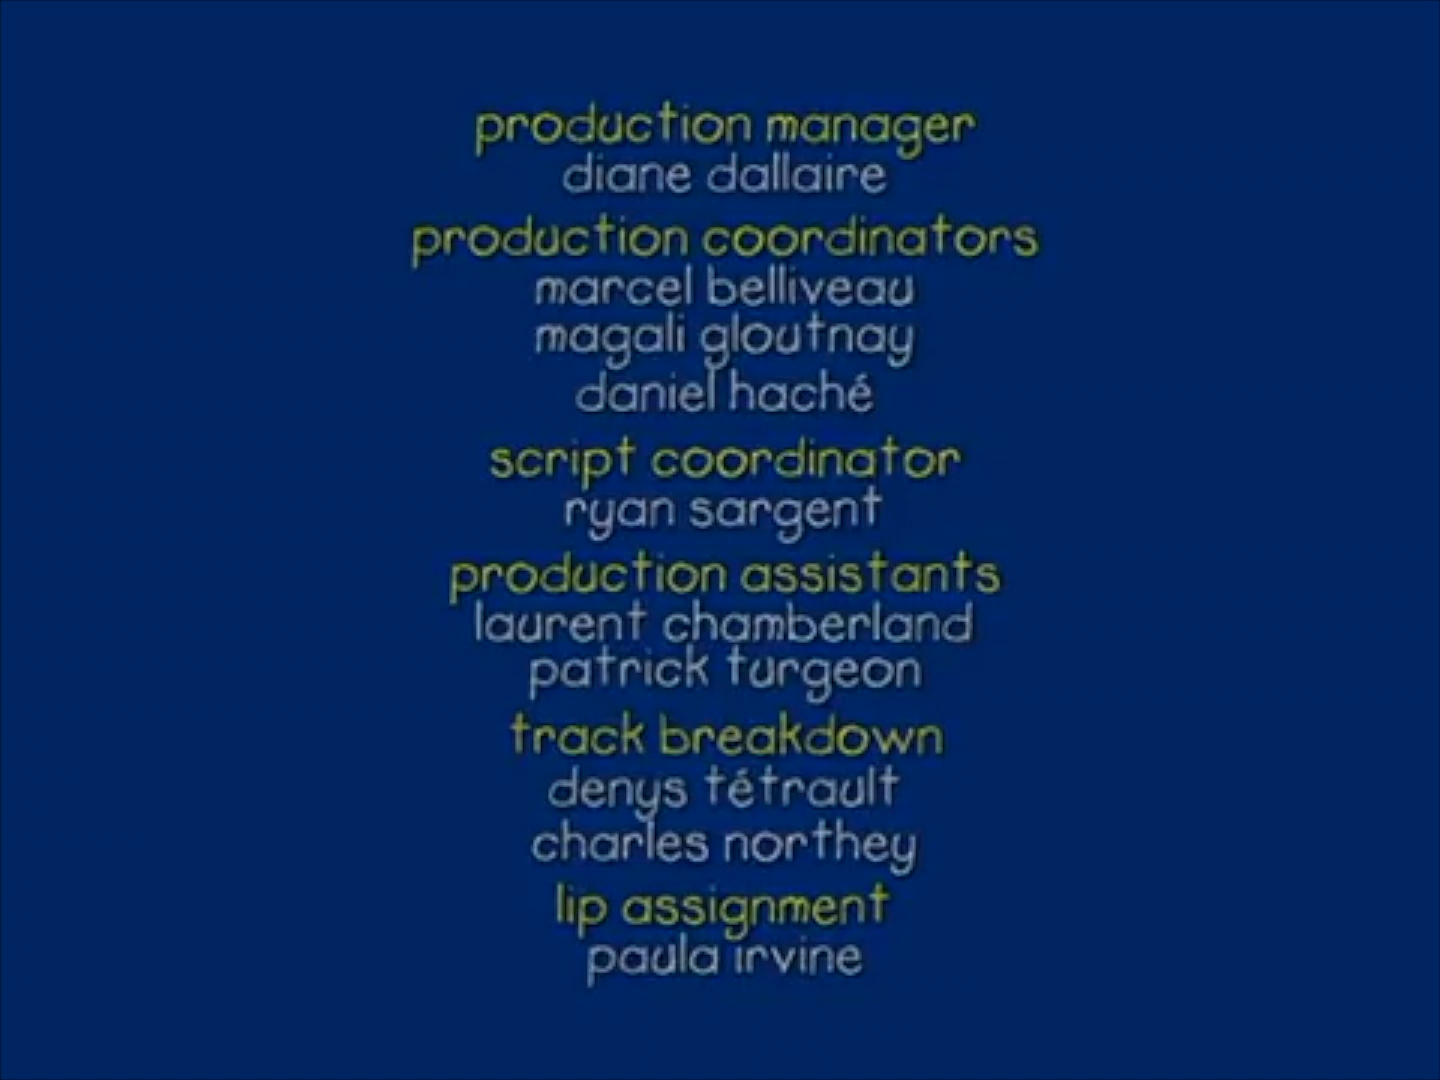 production manager
diane dallaire
production coordinators
marcel belliveau
magali gloutnay
daniel haché
script coordinator
ryan sargent
production assistants
laurent chamberland
patrick turgeon
track breakdown
denys tétrault
charles northey
lip assignment
paula irvine